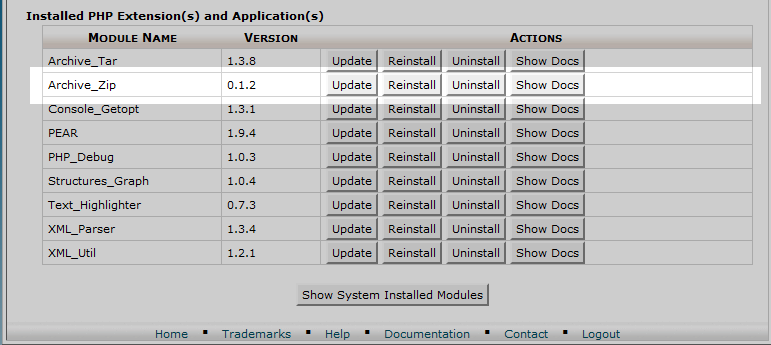 Installed PHP Extension(s) and Application(s)
MODULE NAME VERSION ACTIONS
Archive_Tar 1.3.8 Update Reinstall Uninstall Show Docs
Archive_Zip 0.1.2 Update Reinstall Uninstall Show Docs
Console_Getopt 1.3.1 Update Reinstall Uninstall Show Docs
PEAR 1.9.4 Update Reinstall Uninstall Show Docs
PHP_Debug 1.0.3 Update Reinstall Uninstall Show Docs
Structures_Graph 1.0.4 Update Reinstall Uninstall Show Docs
Text_Highlighter 0.7.3 Update Reinstall Uninstall Show Docs
XML_Parser 1.3.4 Update Reinstall Uninstall Show Docs
XML_Util 1.2.1 Update Reinstall Uninstall Show Docs
Show System Installed Modules
Home ▪ Trademarks ▪ Help ▪ Documentation ▪ Contact ▪ Logout